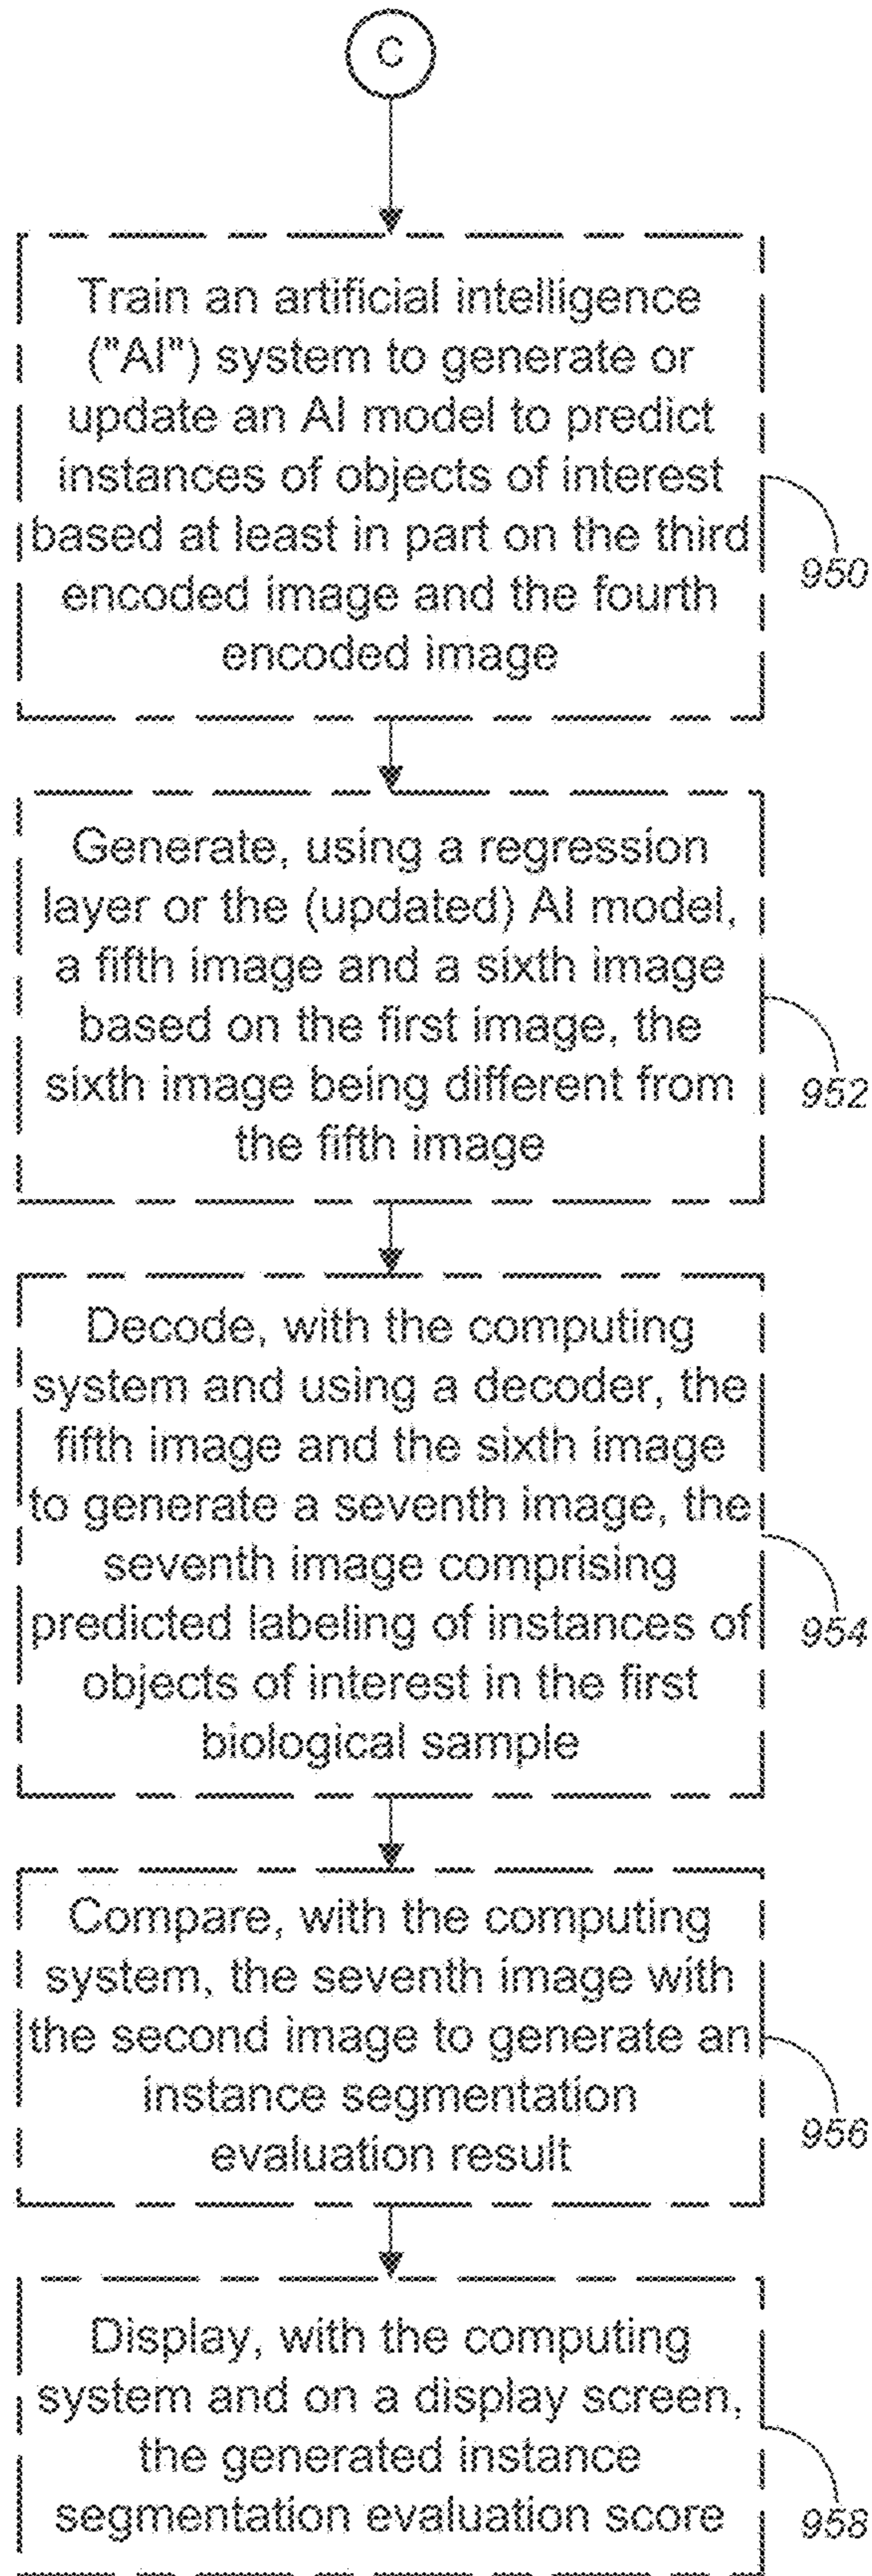 C
Train an artificial intelligence
("AI") system to generate or
update an AI model to predict
instances of objects of interest
based at least in part on the third
encoded image and the fourth
encoded image
950
Generate, using a regression
layer or the (updated) AI model,
a fifth image and a sixth image
based on the first image, the
sixth image being different from
the fifth image
952
Decode, with the computing
system and using a decoder, the
fifth image and the sixth image
to generate a seventh image, the
seventh image comprising
predicted labeling of instances of
objects of interest in the first
biological sample
954
Compare, with the computing
system, the seventh image with
the second image to generate an
instance segmentation
evaluation result
956
Display, with the computing
system and on a display screen,
the generated instance
segmentation evaluation score
958